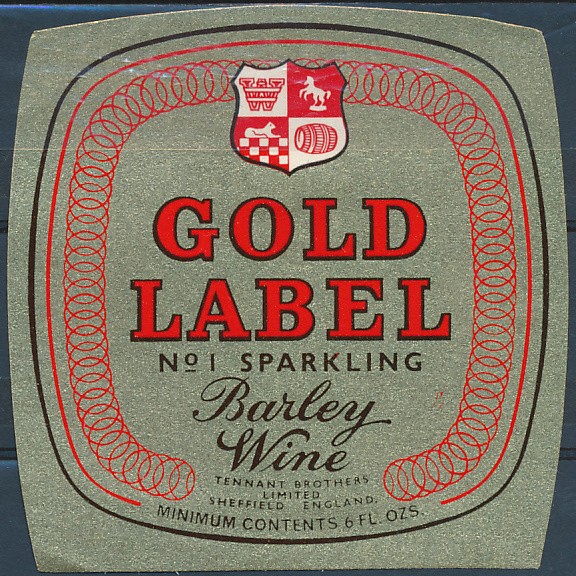 W
GOLD
LABEL
Nº1 SPARKLING
Barley
Wine
TENNANT BROTHERS
LIMITED
SHEFFIELD ENGLAND.
MINIMUM CONTENTS 6 FL. OZS.